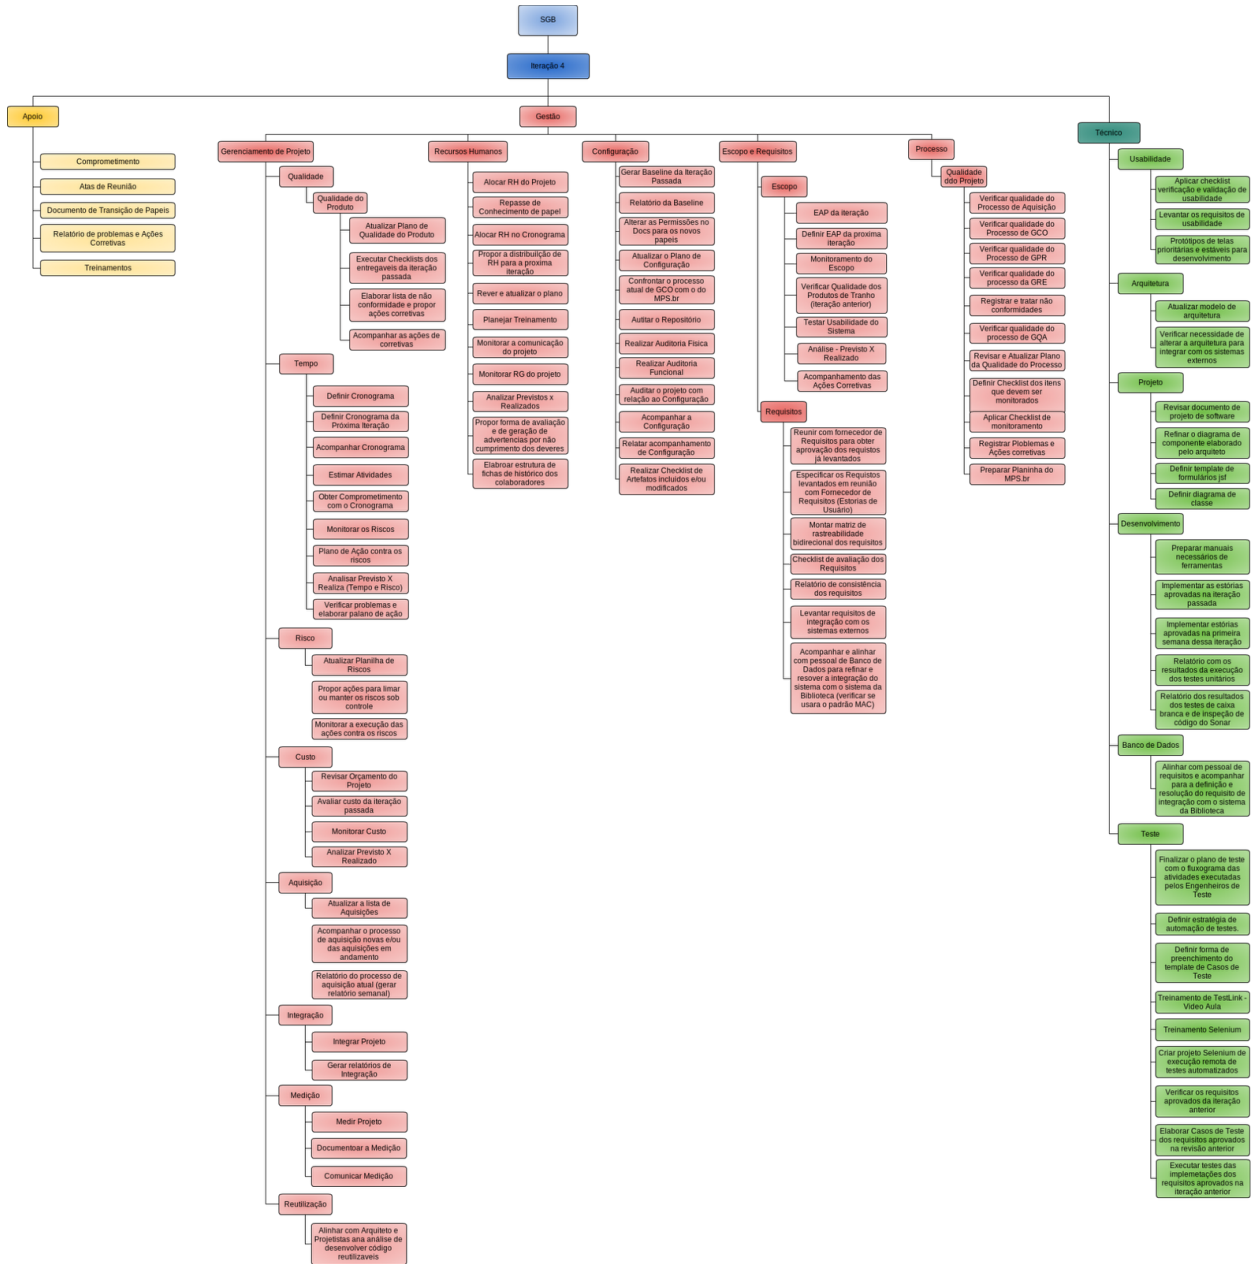 SGB
Iteração 4
Apoio
Comprometimento
Atas de Reunião
Documento de Transição de Papeis
Relatório de problemas e Ações
Corretivas
Treinamentos
Gestão
Gerenciamento de Projeto
Qualidade
Qualidade do
Produto
Atualizar Plano de
Qualidade do Produto
Executar Checklists dos
entregaveis da iteração
passada
Elaborar lista de não
conformidade e propor
ações corretivas
Acompanhar as ações de
corretivas
Tempo
Definir Cronograma
Definir Cronograma da
Próxima Iteração
Acompanhar Cronograma
Estimar Atividades
Obter Comprometimento
com o Cronograma
Monitorar os Riscos
Plano de Ação contra os
riscos
Analisar Previsto X
Realiza (Tempo e Risco)
Verificar problemas e
elaborar palano de ação
Risco
Atualizar Planilha de
Riscos
Propor ações para limar
ou manter os riscos sob
controle
Monitorar a execução das
ações contra os riscos
Custo
Revisar Orçamento do
Projeto
Avaliar custo da iteração
passada
Monitorar Custo
Analizar Previsto X
Realizado
Aquisição
Atualizar a lista de
Aquisições
Acompanhar o processo
de aquisição novas e/ou
das aquisições em
andamento
Relatório do processo de
aquisição atual (gerar
relatório semanal)
Integração
Integrar Projeto
Gerar relatórios de
Integração
Medição
Medir Projeto
Documentoar a Medição
Comunicar Medição
Reutilização
Alinhar com Arquiteto e
Projetistas ana análise de
desenvolver código
reutilizaveis
Recursos Humanos
Alocar RH do Projeto
Repasse de
Conhecimento de papel
Alocar RH no Cronograma
Propor a distribuiição de
RH para a proxima
iteração
Rever e atualizar o plano
Planejar Treinamento
Monitorar a comunicação
do projeto
Monitorar RG do projeto
Analizar Previstos x
Realizados
Propor forma de avaliação
e de geração de
advertencias por não
cumprimento dos deveres
Elabroar estrutura de
fichas de histórico dos
colaboradores
Configuração
Gerar Baseline da Iteração
Passada
Relatório da Baseline
Alterar as Permissões no
Docs para os novos
papeis
Atualizar o Plano de
Configuração
Confrontar o processo
atual de GCO com o do
MPS.br
Autitar o Repositório
Realizar Auditoria Física
Realizar Auditoria
Funcional
Auditar o projeto com
relação ao Configuração
Acompanhar a
Configuração
Relatar acompanhamento
de Configuração
Realizar Checklist de
Artefatos incluidos e/ou
modificados
Escopo e Requisitos
Escopo
EAP da iteração
Definir EAP da proxima
iteração
Monitoramento do
Escopo
Verificar Qualidade dos
Produtos de Tranho
(iteração anterior)
Testar Usabilidade do
Sistema
Análise - Previsto X
Realizado
Acompanhamento das
Ações Corretivas
Requisitos
Reunir com fornecedor de
Requisitos para obter
aprovação dos requistos
já levantados
Especificar os Requistos
levantados em reunião
com Fornecedor de
Requisitos (Estorias de
Usuário)
Montar matriz de
rastreabilidade
bidirecional dos requisitos
Checklist de avaliação dos
Requisitos
Relatório de consistência
dos requisitos
Levantar requisitos de
integração com os
sistemas externos
Acompanhar e alinhar
com pessoal de Banco de
Dados para refinar e
resover a integração do
sistema com o sistema da
Biblioteca (verificar se
usara o padrão MAC)
Processo
Qualidade
ddo Projeto
Verificar qualidade do
Processo de Aquisição
Verificar qualidade do
Processo de GCO
Verificar qualidade do
Processo de GPR
Verificar qualidade do
processo da GRE
Registrar e tratar não
conformidades
Verificar qualidade do
processo de GQA
Revisar e Atualizar Plano
da Qualidade do Processo
Definir Checklist dos itens
que devem ser
monitorados
Aplicar Checklist de
monitoramento
Registrar Ploblemas e
Ações corretivas
Preparar Planinha do
MPS.br
Técnico
Usabilidade
Aplicar checklist
verificação e validação de
usabilidade
Levantar os requisitos de
usabilidade
Protótipos de telas
prioritárias e estáveis para
desenvolvimento
Arquitetura
Atualizar modelo de
arquitetura
Verificar necessidade de
alterar a arquitetura para
integrar com os sistemas
externos
Projeto
Revisar documento de
projeto de software
Refinar o diagrama de
componente elaborado
pelo arquiteto
Definir template de
formulários jsf
Definir diagrama de
classe
Desenvolvimento
Preparar manuais
necessários de
ferramentas
Implementar as estórias
aprovadas na iteração
passada
Implementar estórias
aprovadas na primeira
semana dessa iteração
Relatório com os
resultados da execução
dos testes unitários
Relatório dos resultados
dos testes de caixa
branca e de inspeção de
código do Sonar
Banco de Dados
Alinhar com pessoal de
requisitos e acompanhar
para a definição e
resolução do requisito de
integração com o sistema
da Biblioteca
Teste
Finalizar o plano de teste
com o fluxograma das
atividades executadas
pelos Engenheiros de
Teste
Definir estratégia de
automação de testes.
Definir forma de
preenchimento do
template de Casos de
Teste
Treinamento de TestLink -
Vídeo Aula
Treinamento Selenium
Criar projeto Selenium de
execução remota de
testes automatizados
Verificar os requisitos
aprovados da iteração
anterior
Elaborar Casos de Teste
dos requisitos aprovados
na revisão anterior
Executar testes das
implemetações dos
requisitos aprovados na
iteração anterior